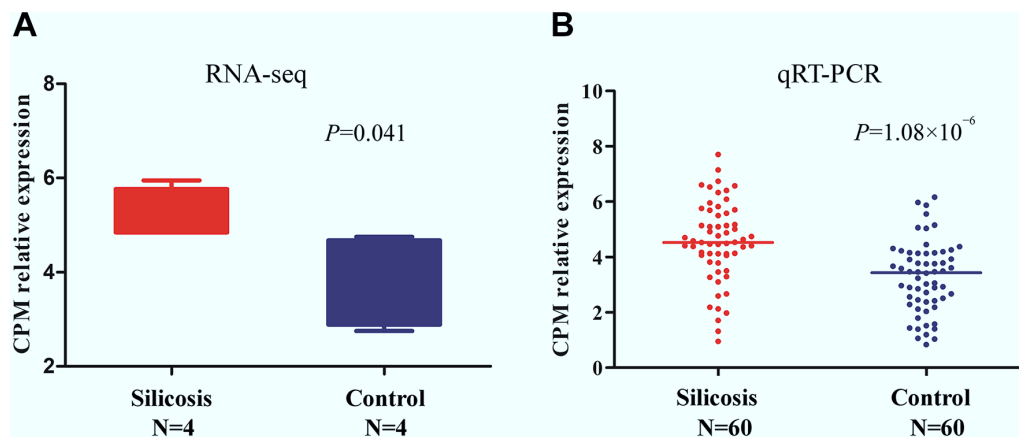 A
RNA-seq
P=0.041
CPM relative expression
8
6
4
2
Silicosis
N=4
Control
N=4
B
qRT-PCR
P=1.08×10⁻⁶
CPM relative expression
10
8
6
4
2
0
Silicosis
N=60
Control
N=60